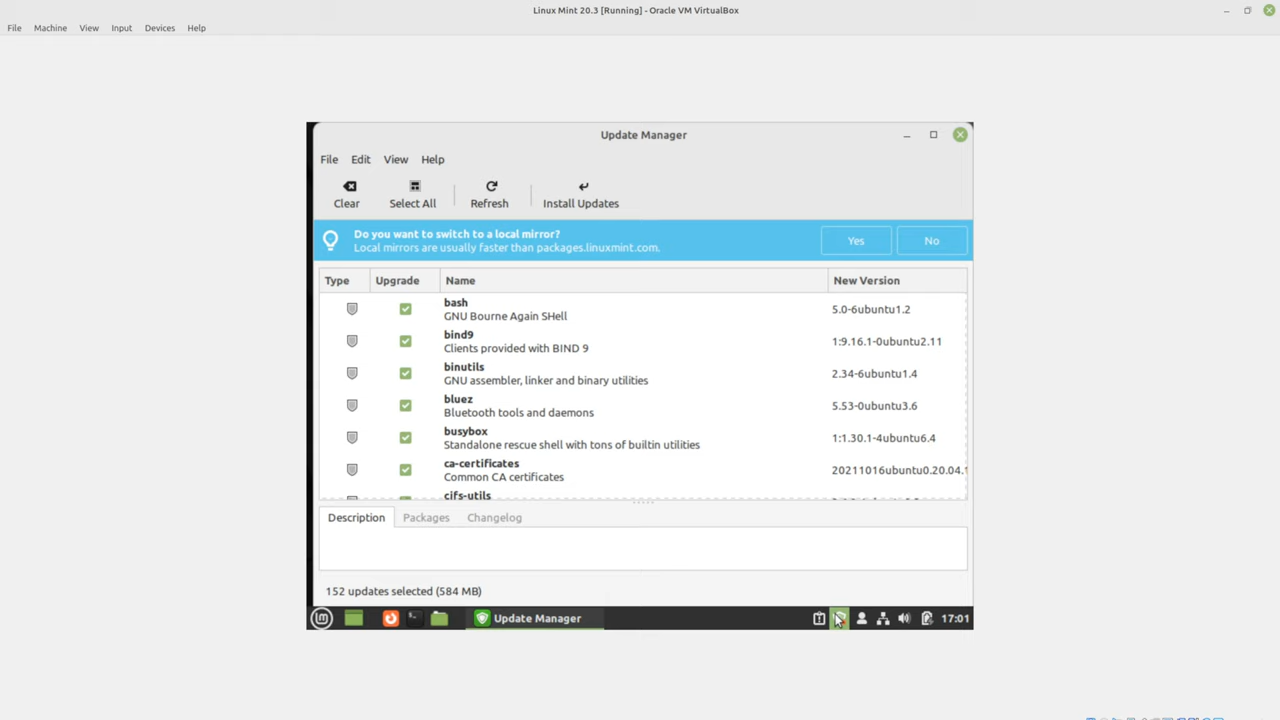 Linux Mint 20.3 [Running] - Oracle VM VirtualBox
File Machine View Input Devices Help
Update Manager
File Edit View Help
Clear Select All Refresh Install Updates
Do you want to switch to a local mirror?
Local mirrors are usually faster than packages.linuxmint.com.
Yes No
Type Upgrade Name New Version
bash
GNU Bourne Again SHell
5.0-6ubuntu1.2
bind9
Clients provided with BIND 9
1:9.16.1-0ubuntu2.11
binutils
GNU assembler, linker and binary utilities
2.34-6ubuntu1.4
bluez
Bluetooth tools and daemons
5.53-0ubuntu3.6
busybox
Standalone rescue shell with tons of builtin utilities
1:1.30.1-4ubuntu6.4
ca-certificates
Common CA certificates
20211016ubuntu0.20.04.1
cifs-utils
Description Packages Changelog
152 updates selected (584 MB)
Update Manager 17:01